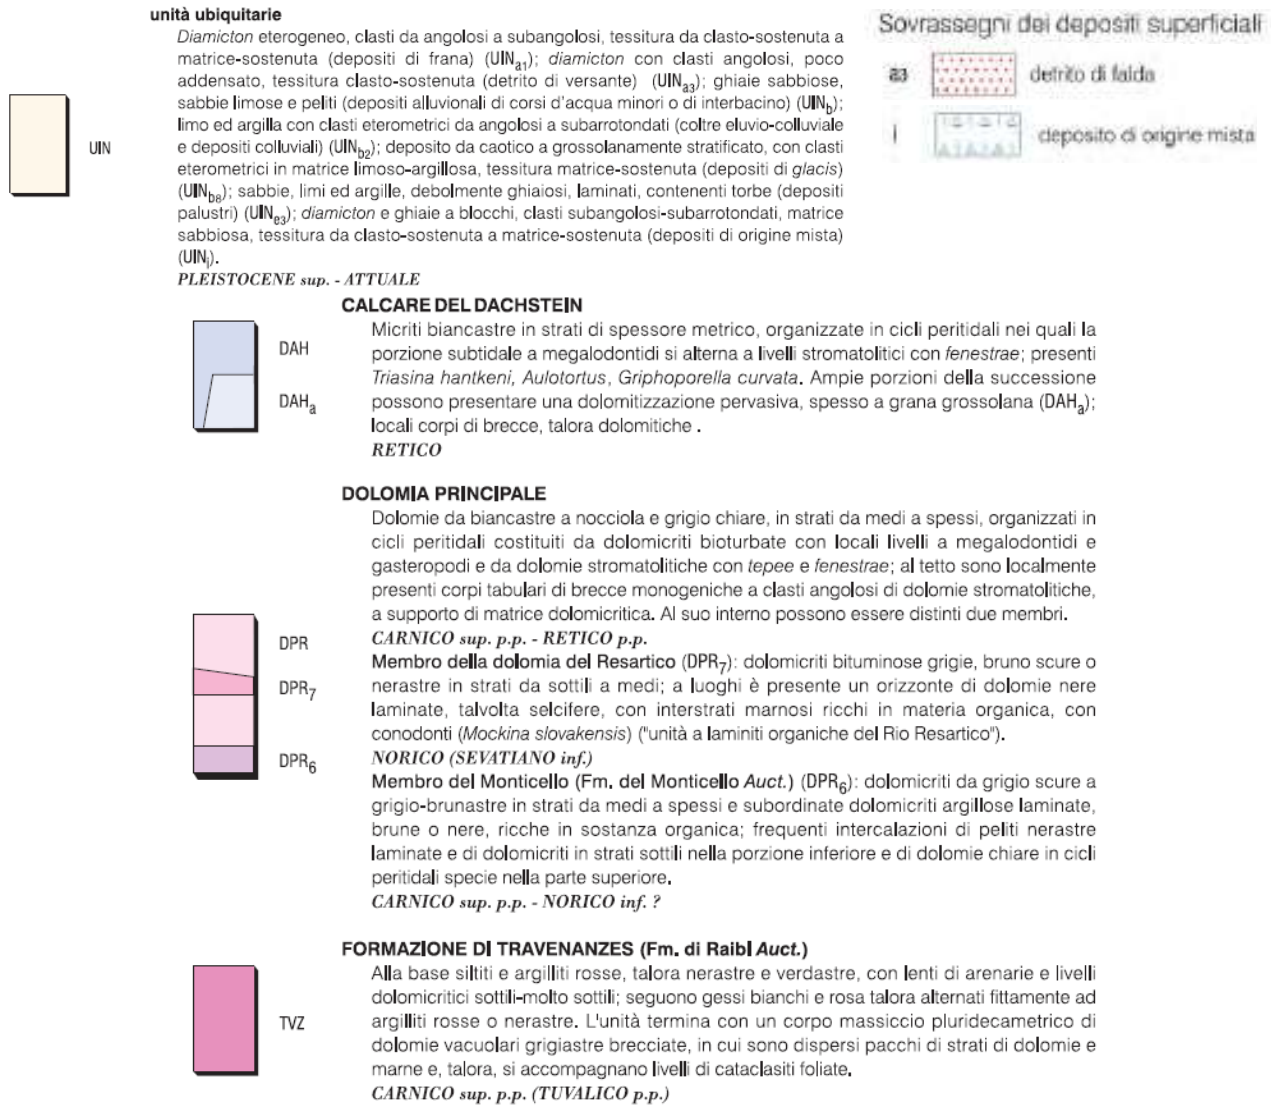 unità ubiquitarie
Diamicton eterogeneo, clasti da angolosi a subangolosi, tessitura da clasto-sostenuta a
matrice-sostenuta (depositi di frana) (UINa1); diamicton con clasti angolosi, poco
addensato, tessitura clasto-sostenuta (detrito di versante) (UINa3); ghiaie sabbiose,
sabbie limose e peliti (depositi alluvionali di corsi d'acqua minori o di interbacino) (UINb);
limo ed argilla con clasti eterometrici da angolosi a subarrotondati (coltre eluvio-colluviale
e depositi colluviali) (UINb2); deposito da caotico a grossolanamente stratificato, con clasti
eterometrici in matrice limoso-argillosa, tessitura matrice-sostenuta (depositi di glacis)
(UINb8); sabbie, limi ed argille, debolmente ghiaiosi, laminati, contenenti torbe (depositi
palustri) (UINe3); diamicton e ghiaie a blocchi, clasti subangolosi-subarrotondati, matrice
sabbiosa, tessitura da clasto-sostenuta a matrice-sostenuta (depositi di origine mista)
(UINi).
PLEISTOCENE sup. - ATTUALE
UIN
Sovrassegni dei depositi superficiali
a3 detrito di falda
i deposito di origine mista
CALCARE DEL DACHSTEIN
Micriti biancastre in strati di spessore metrico, organizzate in cicli peritidali nei quali la
porzione subtidale a megalodontidi si alterna a livelli stromatolitici con fenestrae; presenti
Triasina hantkeni, Aulotortus, Griphoporella curvata. Ampie porzioni della successione
possono presentare una dolomitizzazione pervasiva, spesso a grana grossolana (DAHa);
locali corpi di brecce, talora dolomitiche .
RETICO
DAH
DAHa
DOLOMIA PRINCIPALE
Dolomie da biancastre a nocciola e grigio chiare, in strati da medi a spessi, organizzati in
cicli peritidali costituiti da dolomicriti bioturbate con locali livelli a megalodontidi e
gasteropodi e da dolomie stromatolitiche con tepee e fenestrae; al tetto sono localmente
presenti corpi tabulari di brecce monogeniche a clasti angolosi di dolomie stromatolitiche,
a supporto di matrice dolomicritica. Al suo interno possono essere distinti due membri.
CARNICO sup. p.p. - RETICO p.p.
Membro della dolomia del Resartico (DPR7): dolomicriti bituminose grigie, bruno scure o
nerastre in strati da sottili a medi; a luoghi è presente un orizzonte di dolomie nere
laminate, talvolta selcifere, con interstrati marnosi ricchi in materia organica, con
conodonti (Mockina slovakensis) ("unità a laminiti organiche del Rio Resartico").
NORICO (SEVATIANO inf.)
Membro del Monticello (Fm. del Monticello Auct.) (DPR6): dolomicriti da grigio scure a
grigio-brunastre in strati da medi a spessi e subordinate dolomicriti argillose laminate,
brune o nere, ricche in sostanza organica; frequenti intercalazioni di peliti nerastre
laminate e di dolomicriti in strati sottili nella porzione inferiore e di dolomie chiare in cicli
peritidali specie nella parte superiore.
CARNICO sup. p.p. - NORICO inf. ?
DPR
DPR7
DPR6
FORMAZIONE DI TRAVENANZES (Fm. di Raibl Auct.)
Alla base siltiti e argilliti rosse, talora nerastre e verdastre, con lenti di arenarie e livelli
dolomicritici sottili-molto sottili; seguono gessi bianchi e rosa talora alternati fittamente ad
argilliti rosse o nerastre. L'unità termina con un corpo massiccio pluridecametrico di
dolomie vacuolari grigiastre brecciate, in cui sono dispersi pacchi di strati di dolomie e
marne e, talora, si accompagnano livelli di cataclasiti foliate.
CARNICO sup. p.p. (TUVALICO p.p.)
TVZ